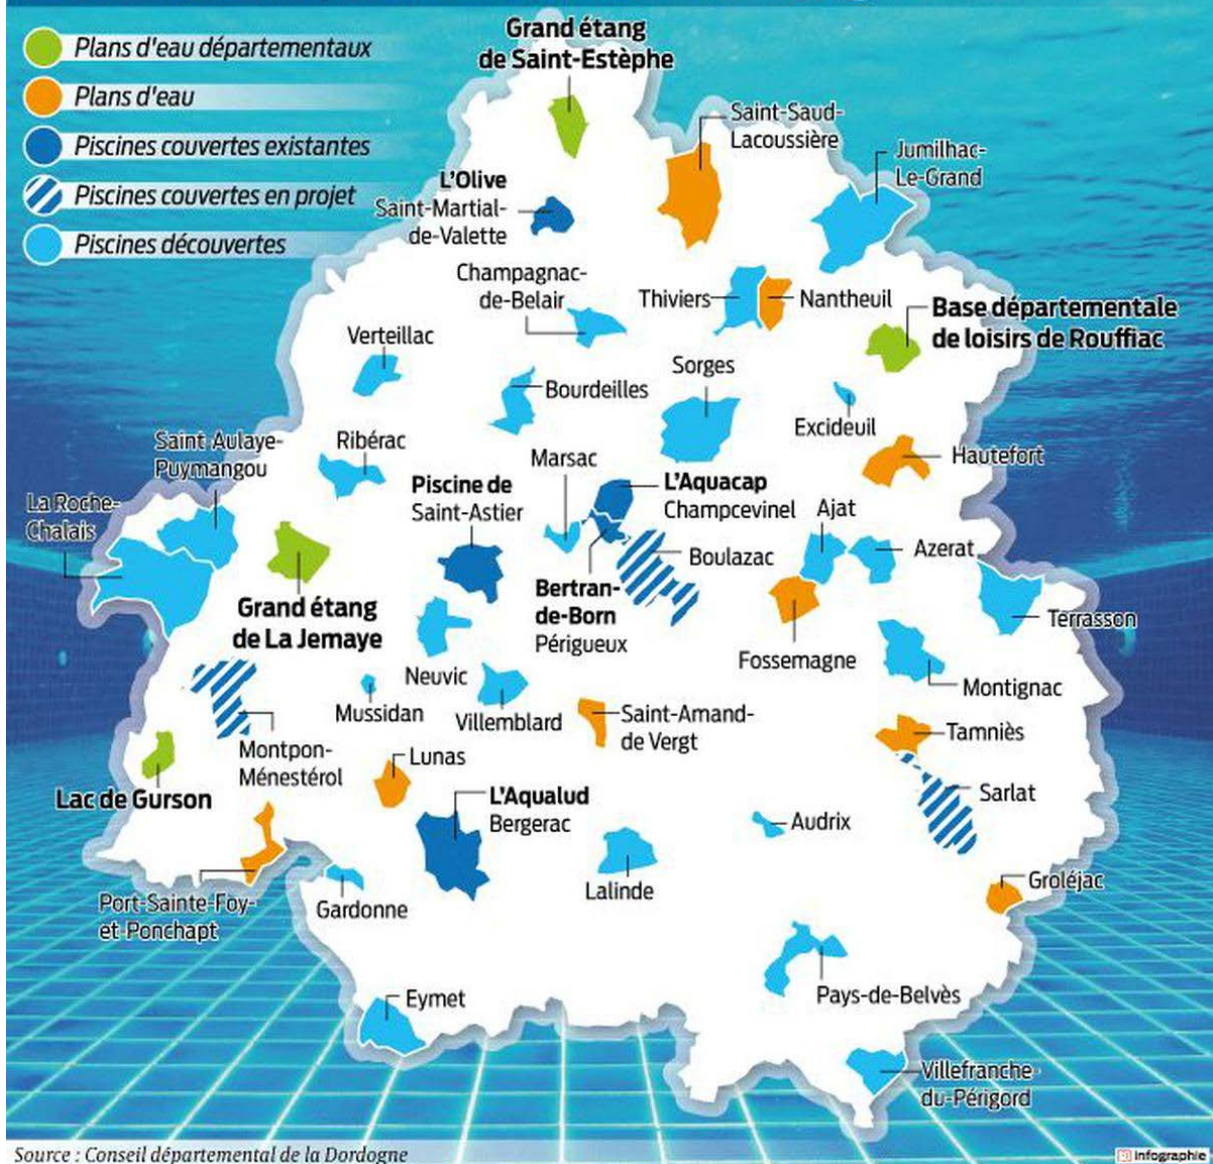 Plans d'eau départementaux
Plans d'eau
Piscines couvertes existantes
Piscines couvertes en projet
Piscines découvertes
Grand étang
de Saint-Estèphe
Saint-Saud-
Lacoussière
Jumilhac-
Le-Grand
L'Olive
Saint-Martial-
de-Valette
Champagnac-
de-Belair
Thiviers
Nantheuil
Base départementale
de loisirs de Rouffiac
Verteillac
Bourdeilles
Sorges
Excideuil
Hautefort
Saint Aulaye-
Puymangou
Ribérac
La Roche-
Chalais
Piscine de
Saint-Astier
Marsac
L'Aquacap
Champcevinel
Ajat
Azerat
Boulazac
Bertran-
de-Born
Périgueux
Grand étang
de La Jemaye
Terrasson
Fossemagne
Neuvic
Montignac
Mussidan
Villemblard
Saint-Amand-
de Vergt
Tamniès
Montpon-
Ménestérol
Lunas
Lac de Gurson
L'Aqualud
Bergerac
Sarlat
Audrix
Lalinde
Groléjac
Port-Sainte-Foy-
et-Ponchapt
Gardonne
Pays-de-Belvès
Eymet
Villefranche-
du-Périgord
Source : Conseil départemental de la Dordogne
infographie